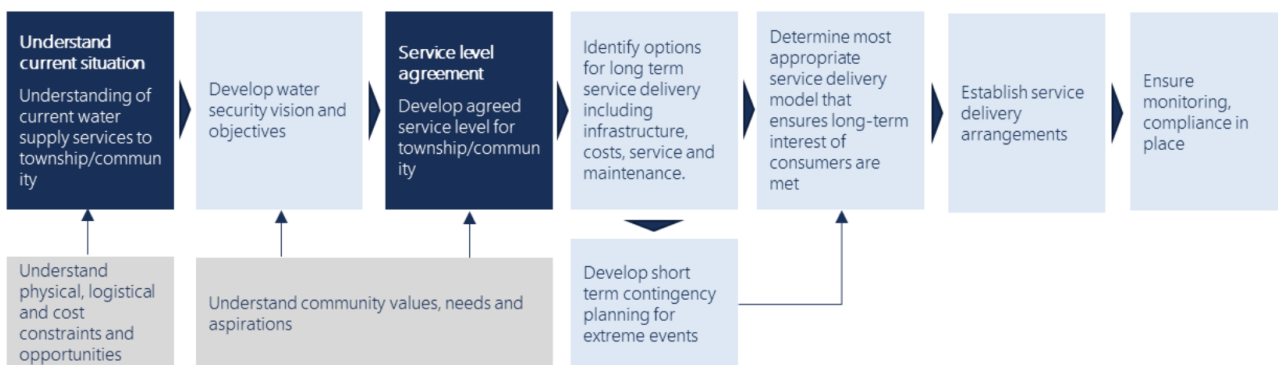 Understand
current situation
Understanding of
current water
supply services to
township/commun
ity
Develop water
security vision and
objectives
Service level
agreement
Develop agreed
service level for
township/commun
ity
Identify options
for long term
service delivery
including
infrastructure,
costs, service and
maintenance.
Determine most
appropriate
service delivery
model that
ensures long-term
interest of
consumers are
met
Establish service
delivery
arrangements
Ensure
monitoring,
compliance in
place
Understand
physical, logistical
and cost
constraints and
opportunities
Understand community values, needs and
aspirations
Develop short
term contingency
planning for
extreme events